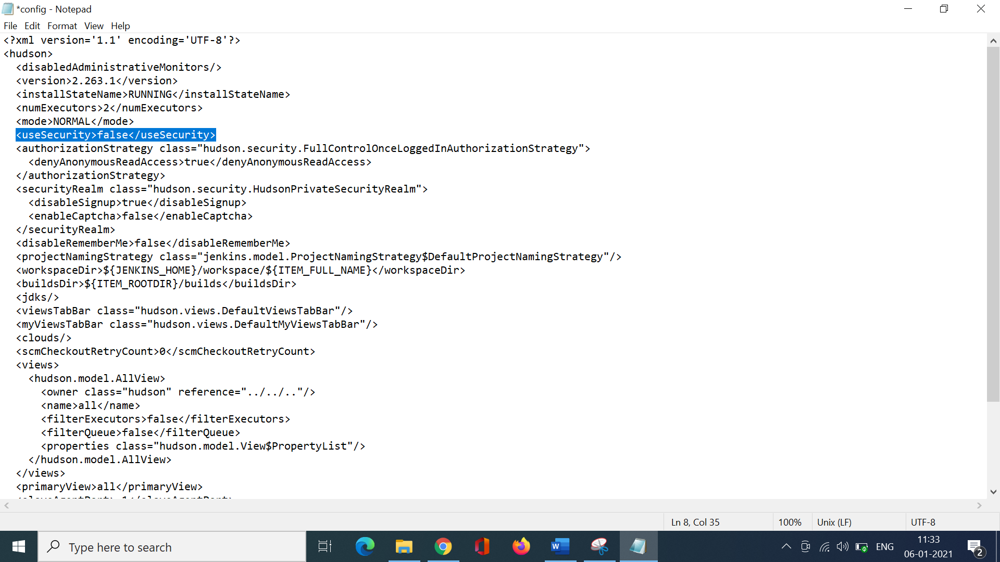 *config - Notepad
File Edit Format View Help
<?xml version='1.1' encoding='UTF-8'?>
<hudson>
  <disabledAdministrativeMonitors/>
  <version>2.263.1</version>
  <installStateName>RUNNING</installStateName>
  <numExecutors>2</numExecutors>
  <mode>NORMAL</mode>
  <useSecurity>false</useSecurity>
  <authorizationStrategy class="hudson.security.FullControlOnceLoggedInAuthorizationStrategy">
    <denyAnonymousReadAccess>true</denyAnonymousReadAccess>
  </authorizationStrategy>
  <securityRealm class="hudson.security.HudsonPrivateSecurityRealm">
    <disableSignup>true</disableSignup>
    <enableCaptcha>false</enableCaptcha>
  </securityRealm>
  <disableRememberMe>false</disableRememberMe>
  <projectNamingStrategy class="jenkins.model.ProjectNamingStrategy$DefaultProjectNamingStrategy"/>
  <workspaceDir>${JENKINS_HOME}/workspace/${ITEM_FULL_NAME}</workspaceDir>
  <buildsDir>${ITEM_ROOTDIR}/builds</buildsDir>
  <jdks/>
  <viewsTabBar class="hudson.views.DefaultViewsTabBar"/>
  <myViewsTabBar class="hudson.views.DefaultMyViewsTabBar"/>
  <clouds/>
  <scmCheckoutRetryCount>0</scmCheckoutRetryCount>
  <views>
    <hudson.model.AllView>
      <owner class="hudson" reference="../../.."/>
      <name>all</name>
      <filterExecutors>false</filterExecutors>
      <filterQueue>false</filterQueue>
      <properties class="hudson.model.View$PropertyList"/>
    </hudson.model.AllView>
  </views>
  <primaryView>all</primaryView>
Ln 8, Col 35 100% Unix (LF) UTF-8
Type here to search
W
ENG
11:33
06-01-2021
2